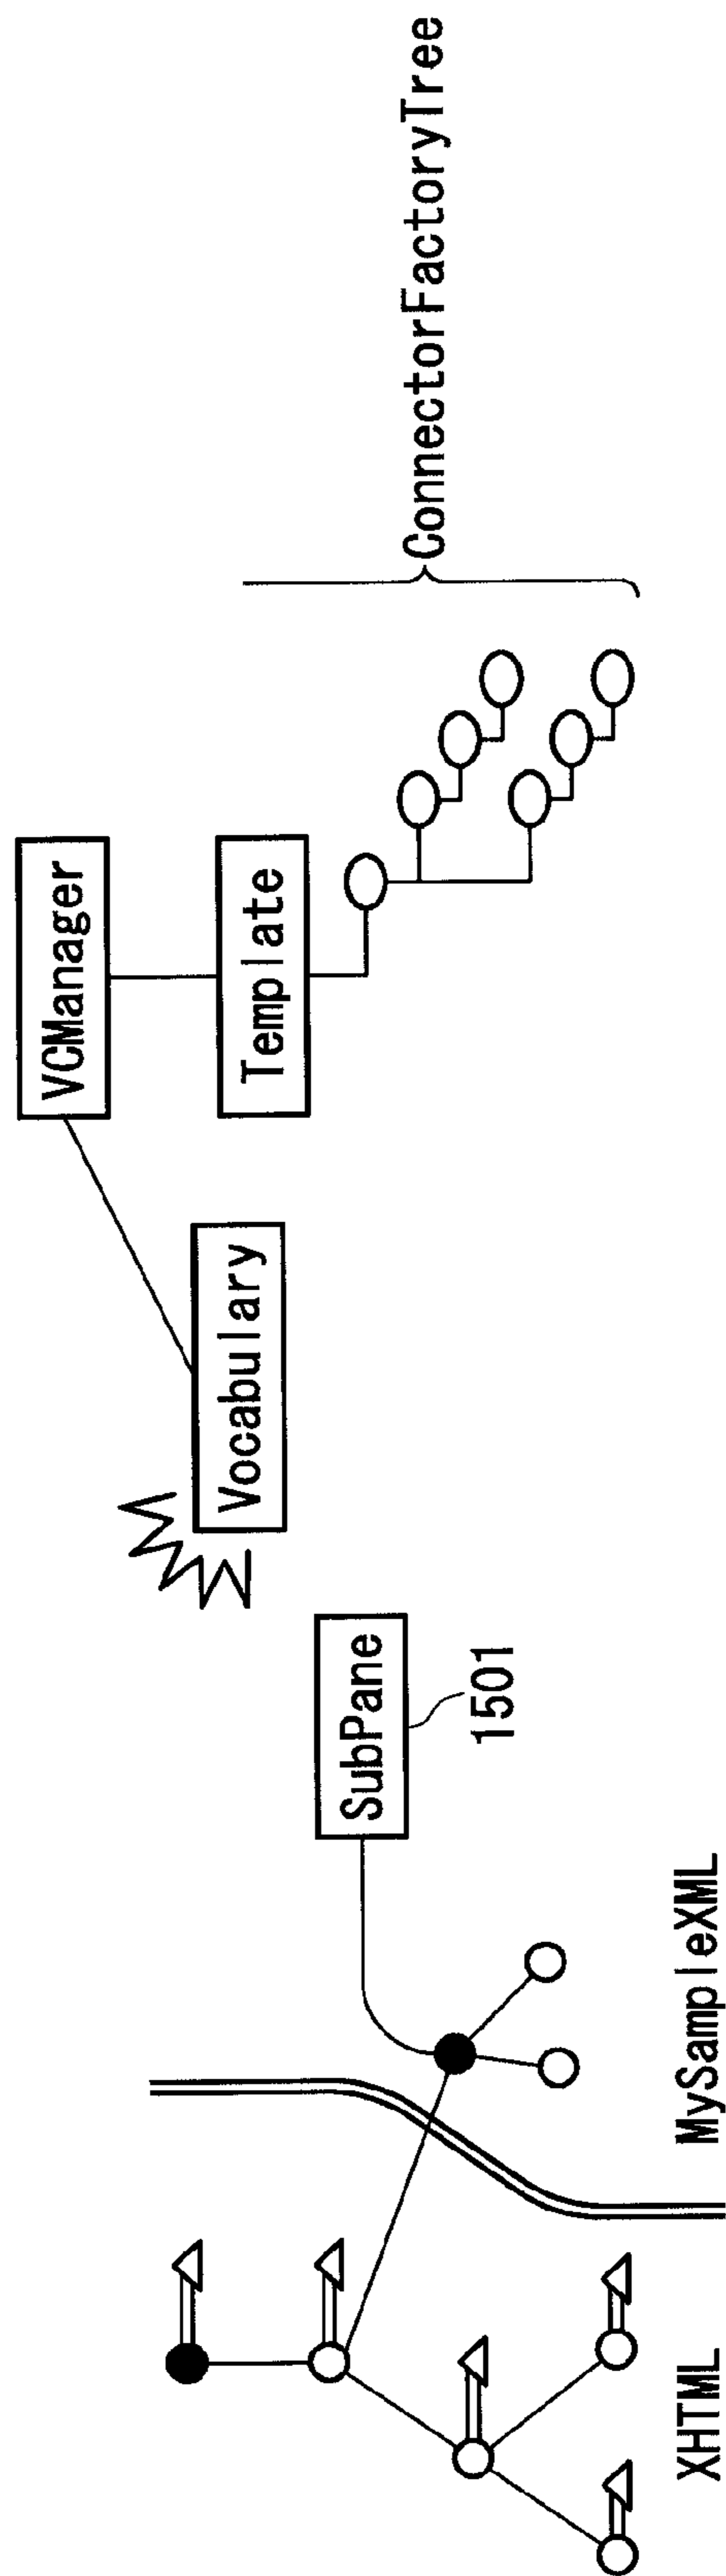 VCManager
Template
Vocabulary
ConnectorFactoryTree
SubPane
1501
XHTML
MySampleXML